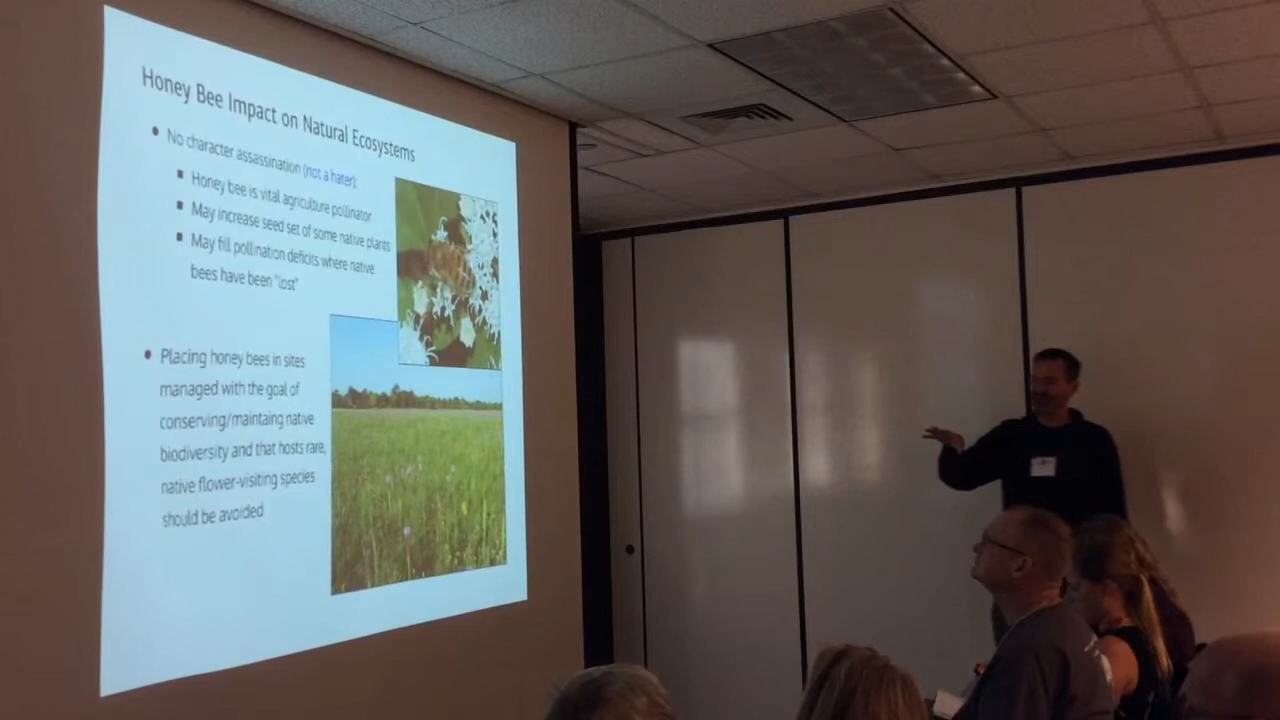 Honey Bee Impact on Natural Ecosystems
• No character assassination (not a hater):
▪ Honey bee is vital agriculture pollinator
▪ May increase seed set of some native plants
▪ May fill pollination deficits where native
bees have been "lost"
• Placing honey bees in sites
managed with the goal of
conserving/maintaing native
biodiversity and that hosts rare,
native flower-visiting species
should be avoided